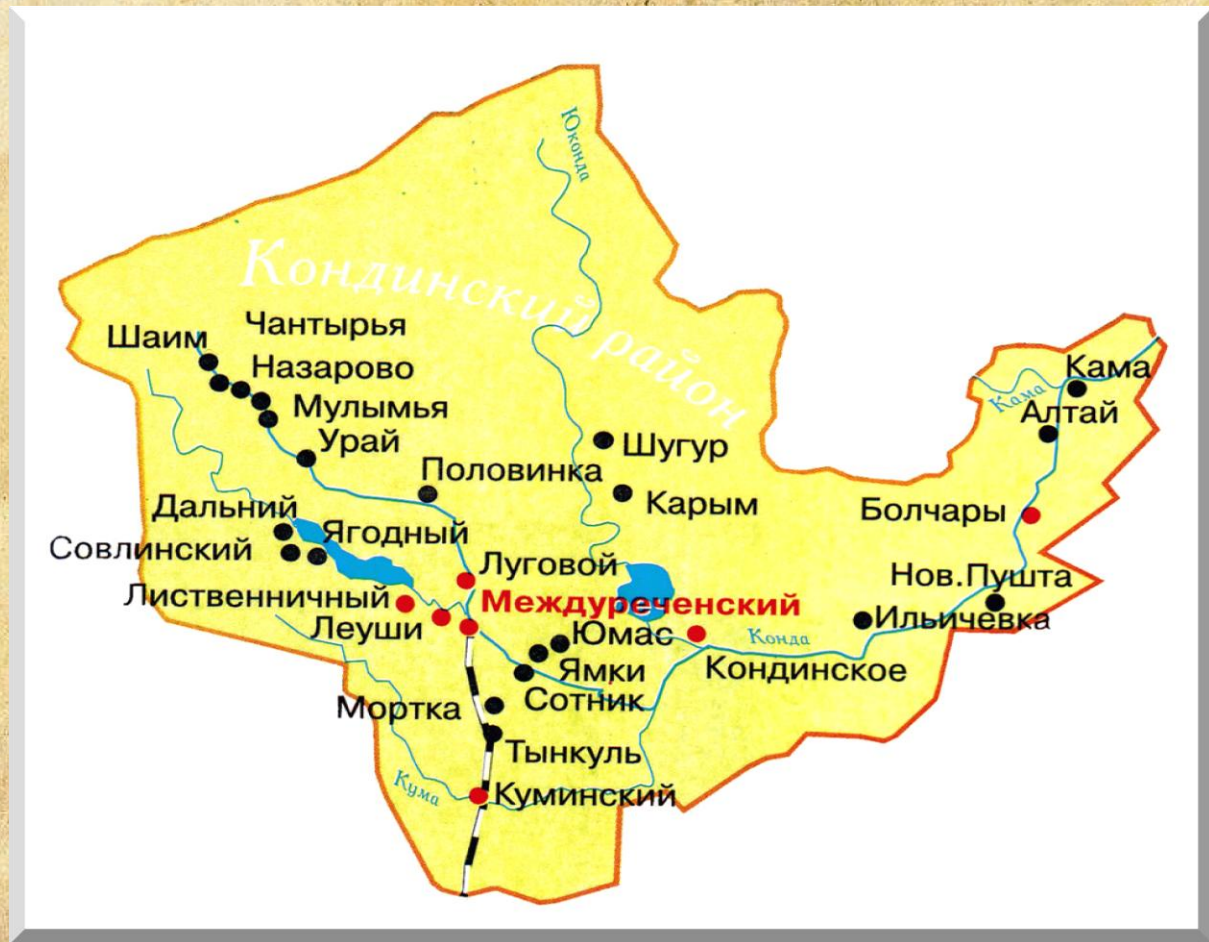 Юконда
Кондинский район
Чантырья
Шаим
Назарово
Мулымья
Урай
Половинка
Шугур
Карым
Кама
Кама
Алтай
Болчары
Дальний
Ягодный
Совлинский
Луговой
Нов.Пушта
Лиственничный
Междуреченский
Ильичевка
Леуши
Юмас
Конда
Ямки
Кондинское
Сотник
Мортка
Тынкуль
Кума
Куминский